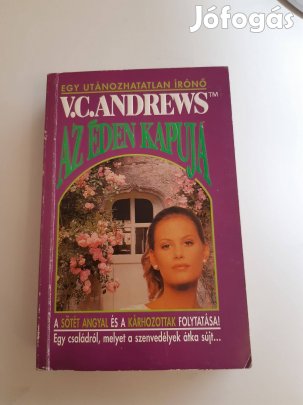 Jófogás
EGY UTÁNOZHATATLAN ÍRÓNŐ
V.C. ANDREWS™
AZ ÉDEN KAPUJA
A SÖTÉT ANGYAL ÉS A KÁRHOZOTTAK FOLYTATÁSA!
Egy családról, melyet a szenvedélyek átka sújt...